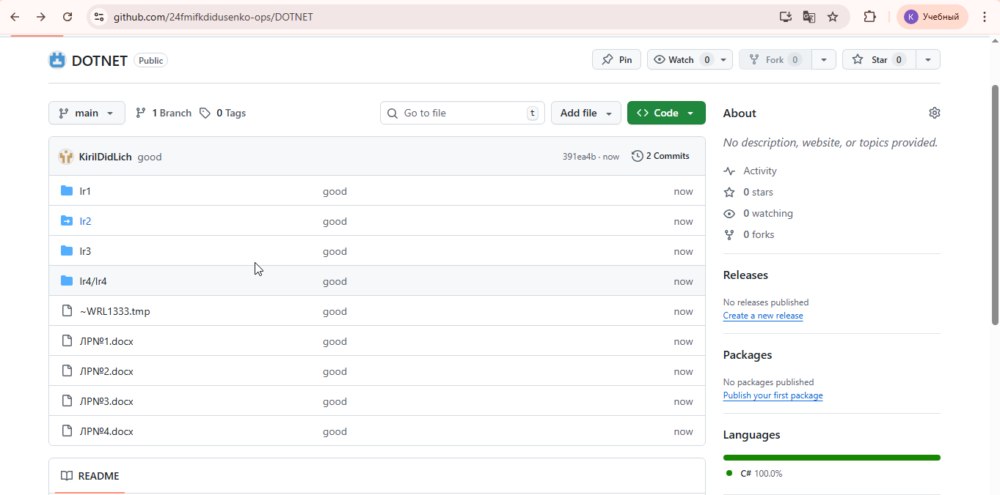 github.com/24fmifkdidusenko-ops/DOTNET
К Учебный
DOTNET Public
Pin
Watch 0
Fork 0
Star 0
main
1 Branch
0 Tags
Go to file t
Add file
Code
KirilDidLich good
391ea4b · now
2 Commits
lr1 good now
lr2 good now
lr3 good now
lr4/lr4 good now
~WRL1333.tmp good now
ЛР№1.docx good now
ЛР№2.docx good now
ЛР№3.docx good now
ЛР№4.docx good now
README
About
No description, website, or topics provided.
Activity
0 stars
0 watching
0 forks
Releases
No releases published
Create a new release
Packages
No packages published
Publish your first package
Languages
C# 100.0%